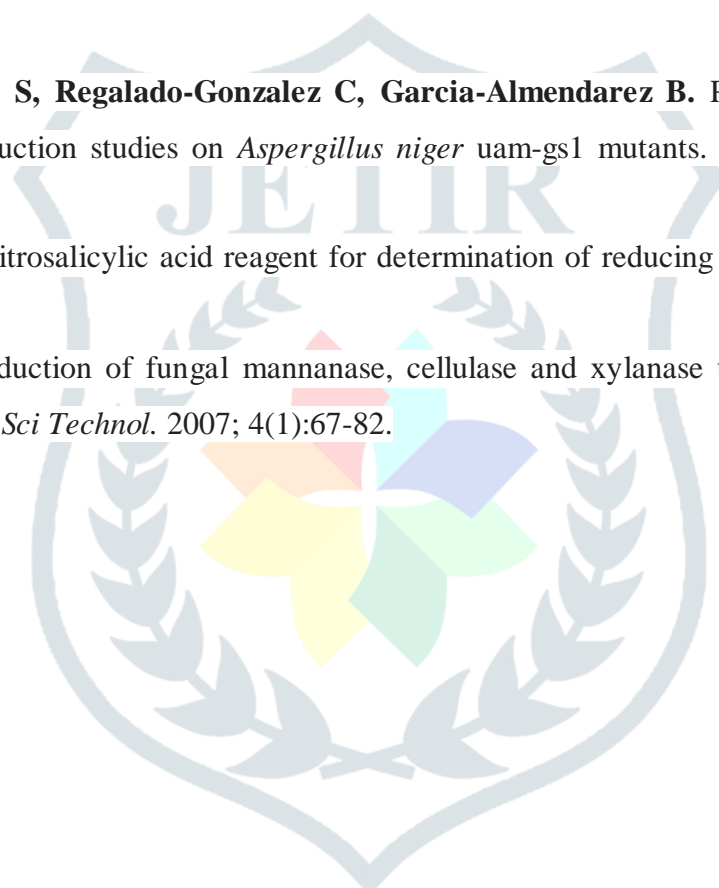 S, Regalado-Gonzalez C, Garcia-Almendarez B.
uction studies on Aspergillus niger uam-gs1 mutants.
JETIR
itrosalicylic acid reagent for determination of reducing
duction of fungal mannanase, cellulase and xylanase
Sci Technol. 2007; 4(1):67-82.